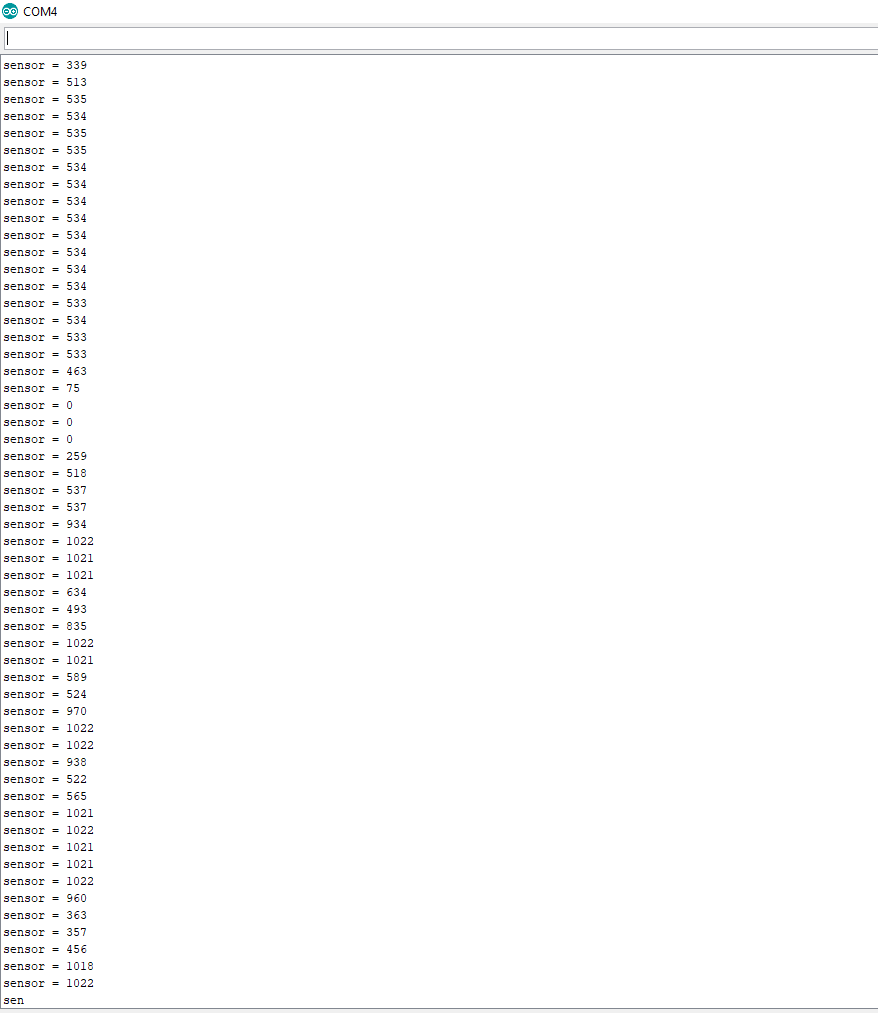 COM4
sensor = 339
sensor = 513
sensor = 535
sensor = 534
sensor = 535
sensor = 535
sensor = 534
sensor = 534
sensor = 534
sensor = 534
sensor = 534
sensor = 534
sensor = 534
sensor = 534
sensor = 533
sensor = 534
sensor = 533
sensor = 533
sensor = 463
sensor = 75
sensor = 0
sensor = 0
sensor = 0
sensor = 259
sensor = 518
sensor = 537
sensor = 537
sensor = 934
sensor = 1022
sensor = 1021
sensor = 1021
sensor = 634
sensor = 493
sensor = 835
sensor = 1022
sensor = 1021
sensor = 589
sensor = 524
sensor = 970
sensor = 1022
sensor = 1022
sensor = 938
sensor = 522
sensor = 565
sensor = 1021
sensor = 1022
sensor = 1021
sensor = 1021
sensor = 1022
sensor = 960
sensor = 363
sensor = 357
sensor = 456
sensor = 1018
sensor = 1022
sen